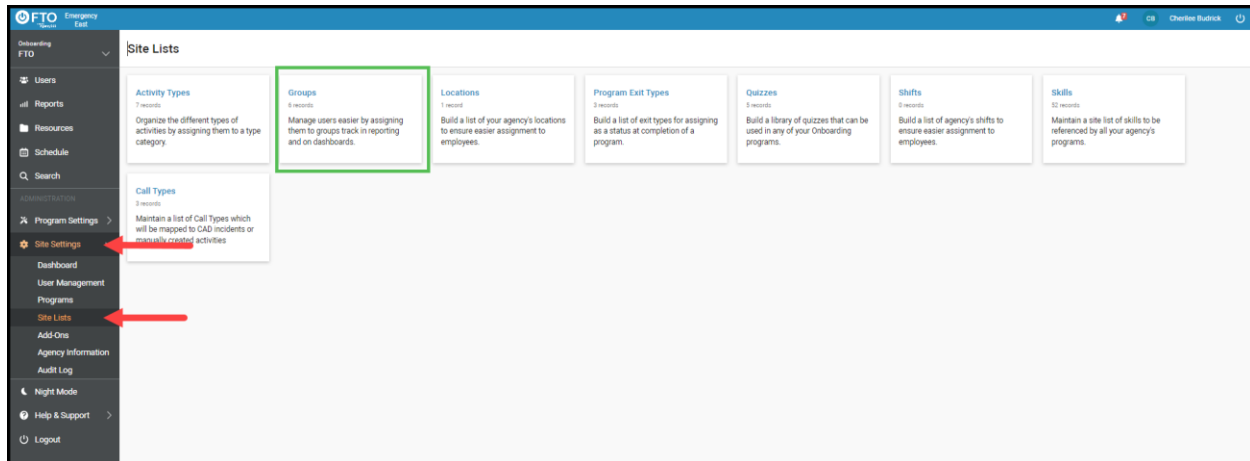 FTO Emergency East
2
CB
Cherilee Budrick
Onboarding
FTO
Site Lists
Users
Reports
Resources
Schedule
Search
ADMINISTRATION
Program Settings
Site Settings
Dashboard
User Management
Programs
Site Lists
Add-Ons
Agency Information
Audit Log
Night Mode
Help & Support
Logout
Activity Types
7 records
Organize the different types of
activities by assigning them to a type
category.
Groups
6 records
Manage users easier by assigning
them to groups track in reporting
and on dashboards.
Locations
1 record
Build a list of your agency's locations
to ensure easier assignment to
employees.
Program Exit Types
3 records
Build a list of exit types for assigning
as a status at completion of a
program.
Quizzes
5 records
Build a library of quizzes that can be
used in any of your Onboarding
programs.
Shifts
0 records
Build a list of agency's shifts to
ensure easier assignment to
employees.
Skills
52 records
Maintain a site list of skills to be
referenced by all your agency's
programs.
Call Types
3 records
Maintain a list of Call Types which
will be mapped to CAD incidents or
manually created activities